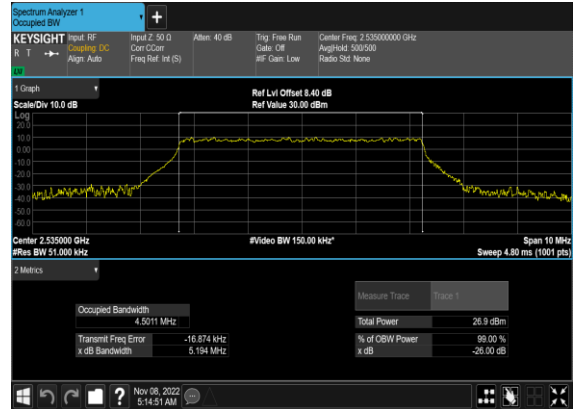 Spectrum Analyzer 1
Occupied BW
KEYSIGHT Input: RF Input Z: 50 Ω Atten: 40 dB Trig: Free Run Center Freq: 2.535000000 GHz
R T Coupling: DC Corr CCorr Gate: Off Avg|Hold: 500/500
Align: Auto Freq Ref: Int (S) #IF Gain: Low Radio Std: None
1 Graph
Ref Lvl Offset 8.40 dB
Scale/Div 10.0 dB Ref Value 30.00 dBm
Log
20.0
10.0
0.00
-10.0
-20.0
-30.0
-40.0
-50.0
-60.0
Center 2.535000 GHz #Video BW 150.00 kHz* Span 10 MHz
#Res BW 51.000 kHz Sweep 4.80 ms (1001 pts)
2 Metrics
Measure Trace Trace 1
Occupied Bandwidth
4.5011 MHz Total Power 26.9 dBm
Transmit Freq Error -16.874 kHz % of OBW Power 99.00 %
x dB Bandwidth 5.194 MHz x dB -26.00 dB
? Nov 08, 2022
5:14:51 AM